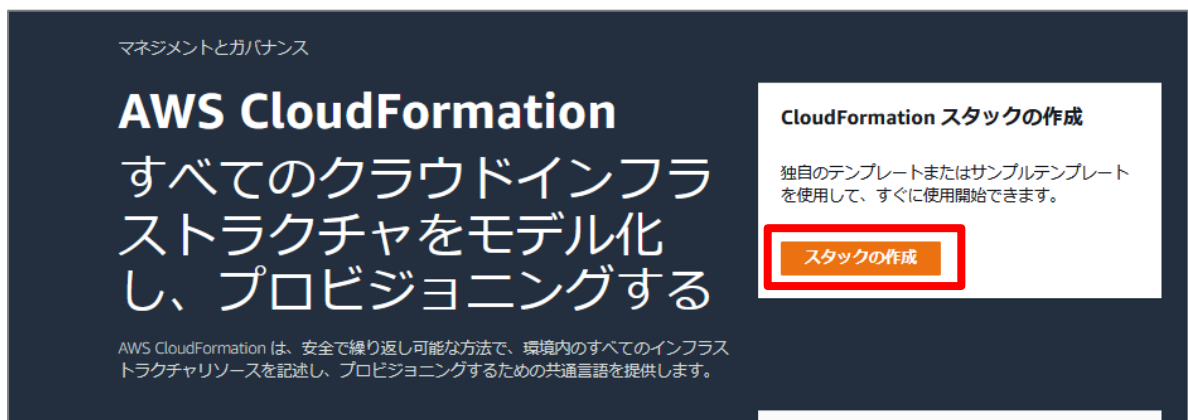 マネジメントとガバナンス
AWS CloudFormation
すべてのクラウドインフラ
ストラクチャをモデル化
し、プロビジョニングする
AWS CloudFormation は、安全で繰り返し可能な方法で、環境内のすべてのインフラス
トラクチャリソースを記述し、プロビジョニングするための共通言語を提供します。
CloudFormation スタックの作成
独自のテンプレートまたはサンプルテンプレート
を使用して、すぐに使用開始できます。
スタックの作成